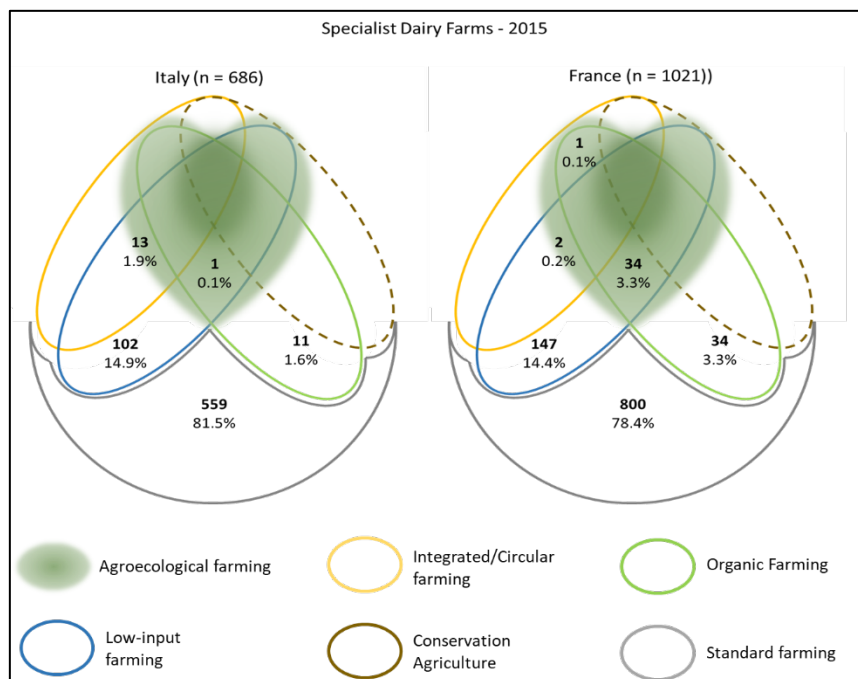 Specialist Dairy Farms - 2015
Italy (n = 686)
France (n = 1021))
13
1.9%
1
0.1%
102
14.9%
11
1.6%
559
81.5%
1
0.1%
2
0.2%
34
3.3%
147
14.4%
34
3.3%
800
78.4%
Agroecological farming
Integrated/Circular
farming
Organic Farming
Low-input
farming
Conservation
Agriculture
Standard farming